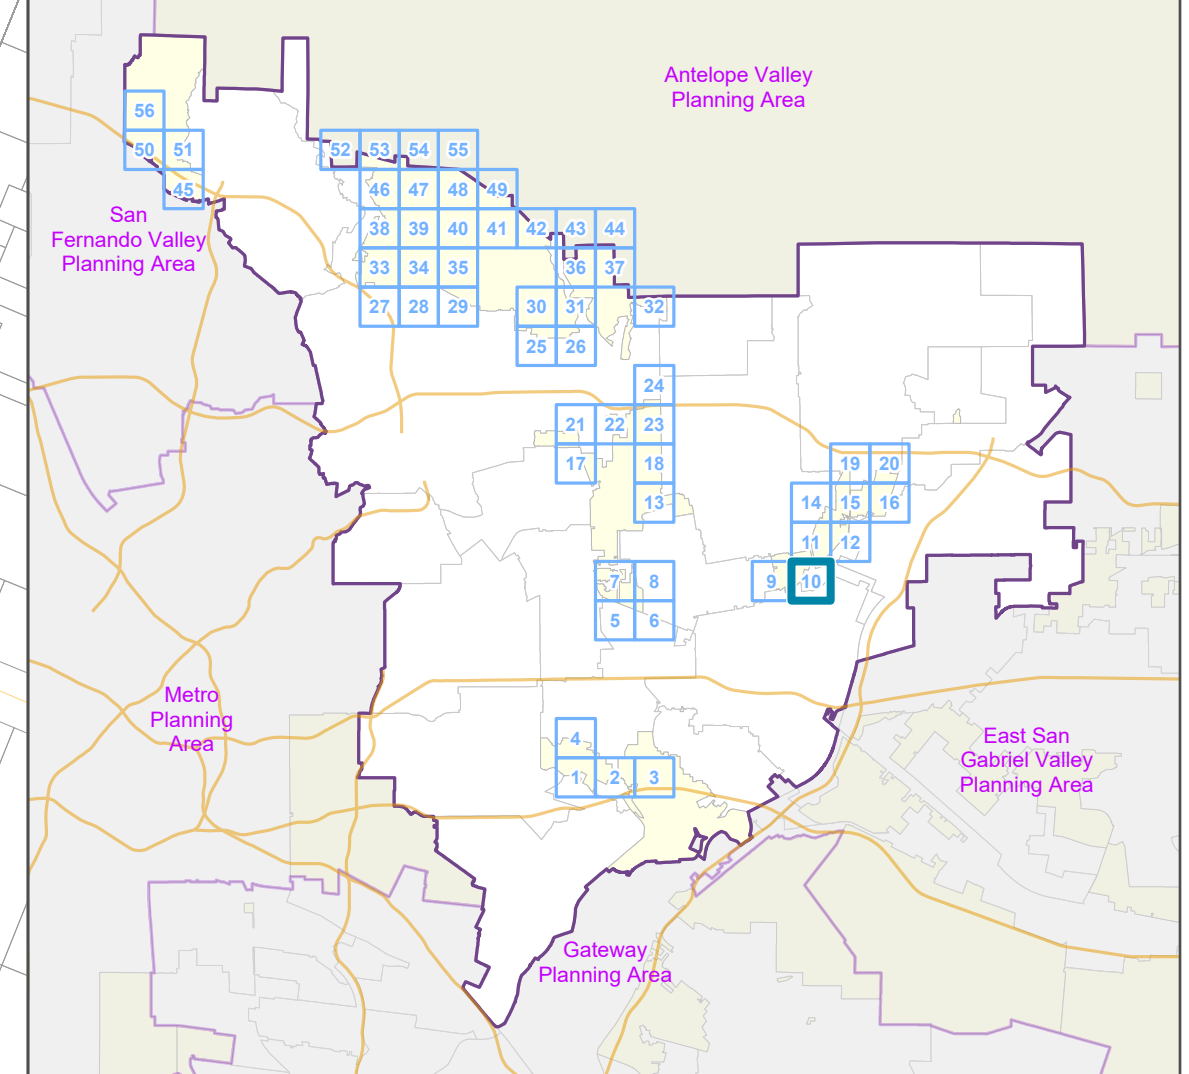 Antelope Valley
Planning Area
56
50 51
52 53 54 55
45
46 47 48 49
San
Fernando Valley
Planning Area
38 39 40 41 42 43 44
33 34 35 36 37
27 28 29 30 31 32
25 26
24
21 22 23
17 18 19 20
13 14 15 16
11 12
7 8 9 10
5 6
Metro
Planning
Area
4
East San
Gabriel Valley
Planning Area
1 2 3
Gateway
Planning Area